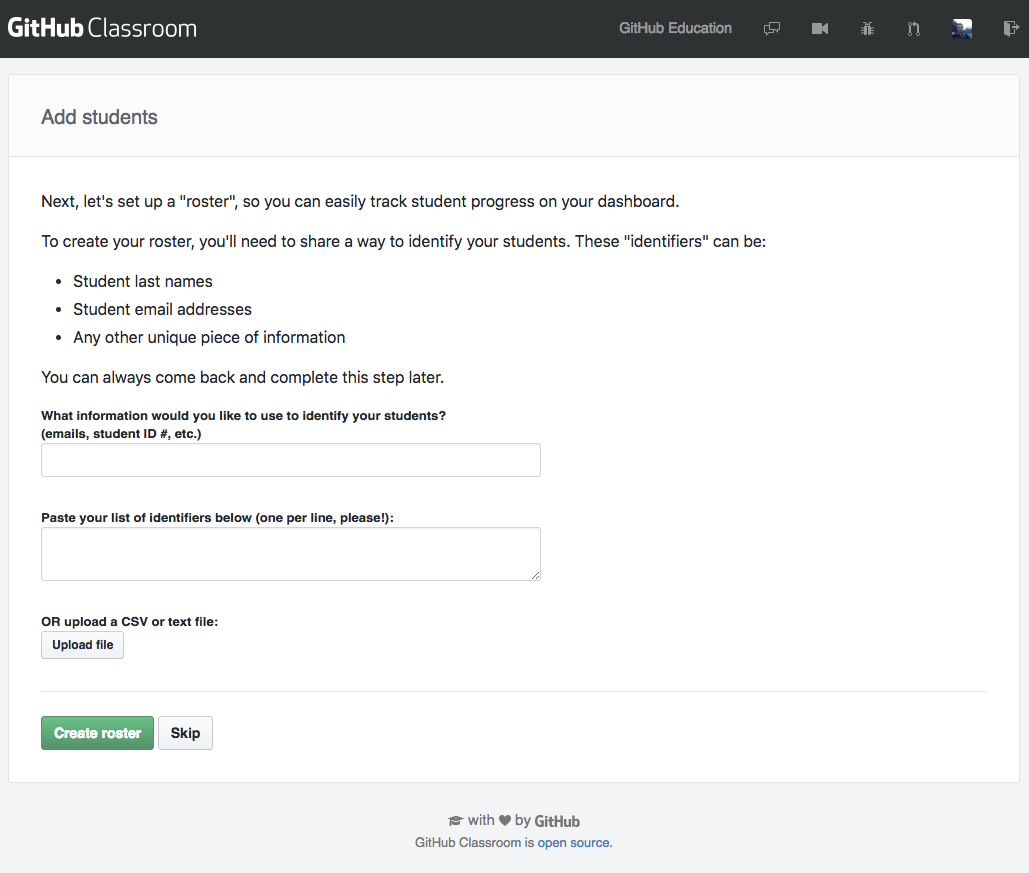 GitHub Classroom
GitHub Education
Add students
Next, let's set up a "roster", so you can easily track student progress on your dashboard.
To create your roster, you'll need to share a way to identify your students. These "identifiers" can be:
• Student last names
• Student email addresses
• Any other unique piece of information
You can always come back and complete this step later.
What information would you like to use to identify your students?
(emails, student ID #, etc.)
Paste your list of identifiers below (one per line, please!):
OR upload a CSV or text file:
Upload file
Create roster Skip
with ♥ by GitHub
GitHub Classroom is open source.